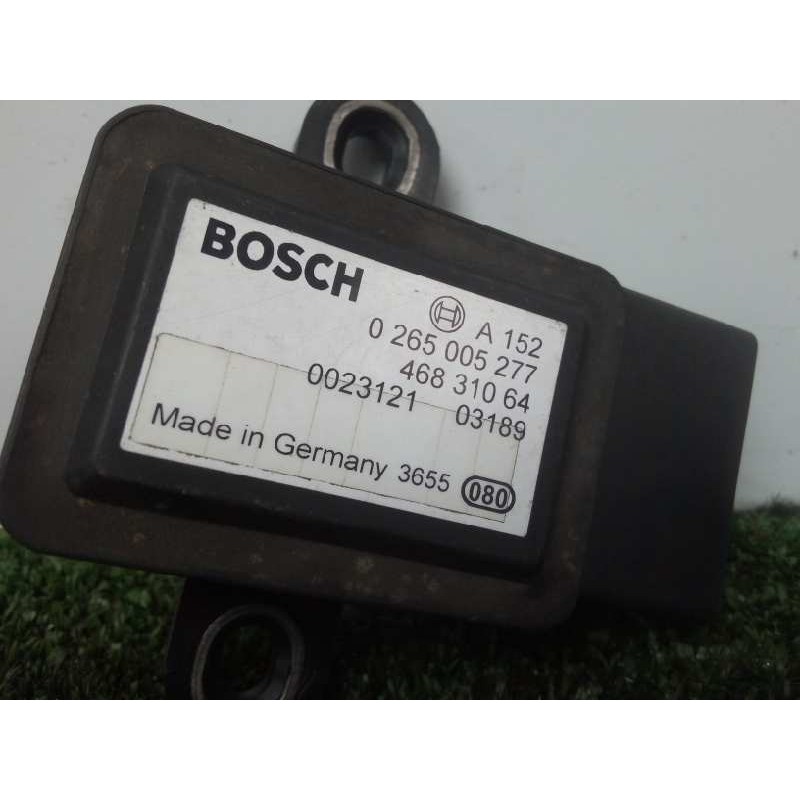 BOSCH
A 152
0 265 005 277
468 310 64
0023121 03189
Made in Germany 3655 080